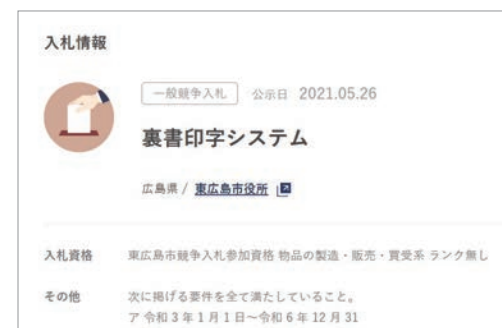 入札情報
一般競争入札 公示日 2021.05.26
裏書印字システム
広島県 / 東広島市役所
入札資格 東広島市競争入札参加資格 物品の製造・販売・買受系 ランク無し
その他 次に掲げる要件を全て満たしていること。
ア 令和3年1月1日～令和6年12月31